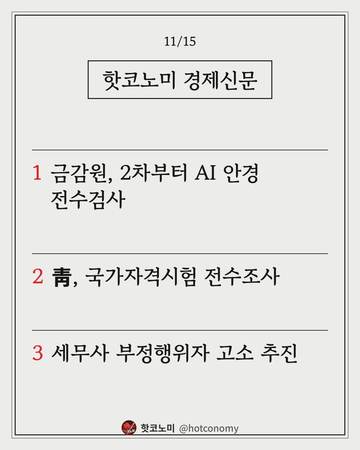 11/15
핫코노미 경제신문
1 금감원, 2차부터 AI 안경
전수검사
2 靑, 국가자격시험 전수조사
3 세무사 부정행위자 고소 추진
핫코노미 @hotconomy